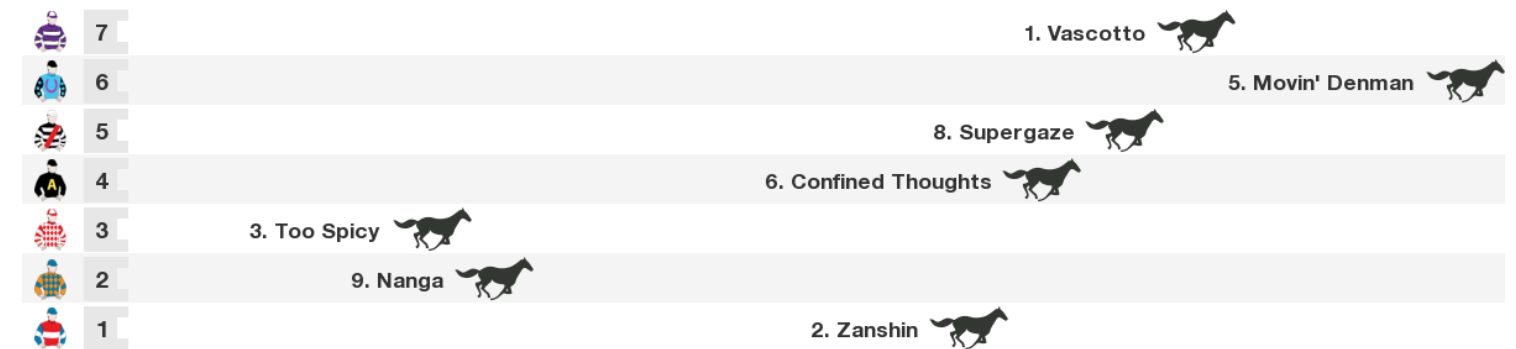 7 1. Vascotto
6 5. Movin' Denman
5 8. Supergaze
A 4 6. Confined Thoughts
3 3. Too Spicy
2 9. Nanga
1 2. Zanshin